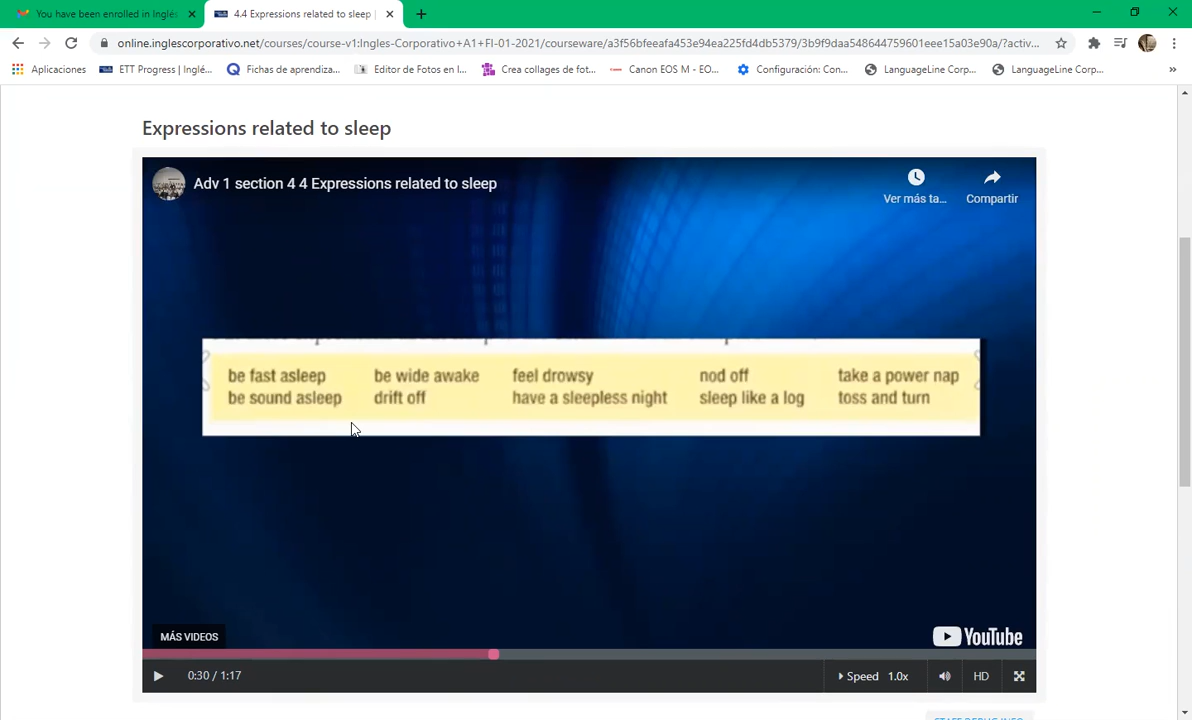 You have been enrolled in Inglés
4.4 Expressions related to sleep |
online.inglescorporativo.net/courses/course-v1:Ingles-Corporativo+A1+FI-01-2021/courseware/a3f56bfeeafa453e94ea225fd4db5379/3b9f9daa548644759601eee15a03e90a/?activ...
Aplicaciones
ETT Progress | Inglé...
Fichas de aprendiza...
Editor de Fotos en l...
Crea collages de fot...
Canon EOS M - EO...
Configuración: Con...
LanguageLine Corp...
LanguageLine Corp...
»
Expressions related to sleep
Adv 1 section 4 4 Expressions related to sleep
Ver más ta...
Compartir
be fast asleep be wide awake feel drowsy nod off take a power nap
be sound asleep drift off have a sleepless night sleep like a log toss and turn
MÁS VIDEOS
YouTube
0:30 / 1:17
Speed 1.0x
HD
STAFF DEBUG INFO